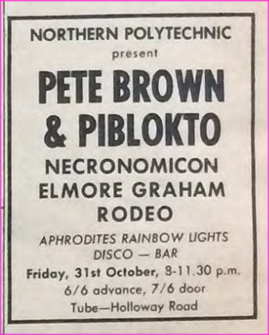 NORTHERN POLYTECHNIC
present
PETE BROWN
& PIBLOKTO
NECRONOMICON
ELMORE GRAHAM
RODEO
APHRODITES RAINBOW LIGHTS
DISCO — BAR
Friday, 31st October, 8-11.30 p.m.
6/6 advance, 7/6 door
Tube—Holloway Road